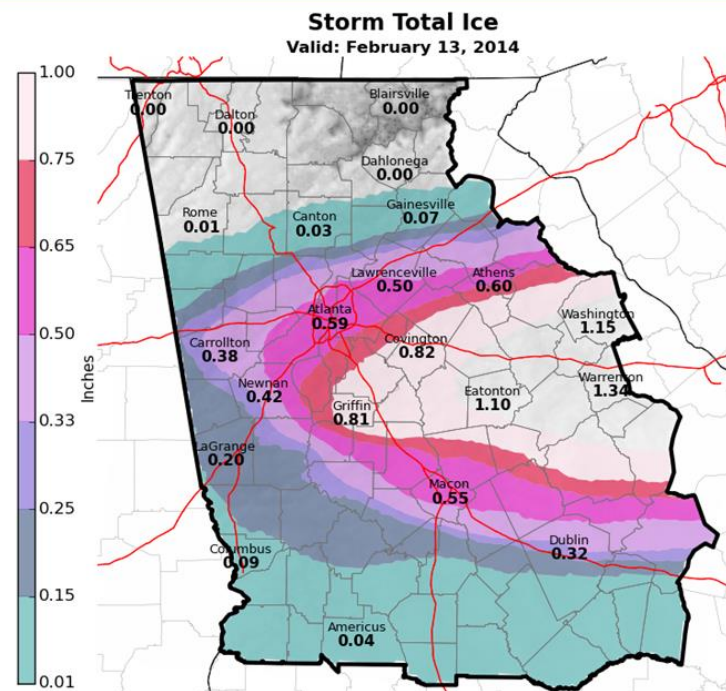 Storm Total Ice
Valid: February 13, 2014
1.00
0.75
0.65
0.50
0.33
0.25
0.15
0.01
Inches
Trenton
0.00
Dalton
0.00
Blairsville
0.00
Dahlonega
0.00
Rome
0.01
Canton
0.03
Gainesville
0.07
Lawrenceville
0.50
Athens
0.60
Atlanta
0.59
Washington
1.15
Carrollton
0.38
Covington
0.82
Newnan
0.42
Griffin
0.81
Eatonton
1.10
Warrenton
1.34
LaGrange
0.20
Macon
0.55
Columbus
0.09
Dublin
0.32
Americus
0.04